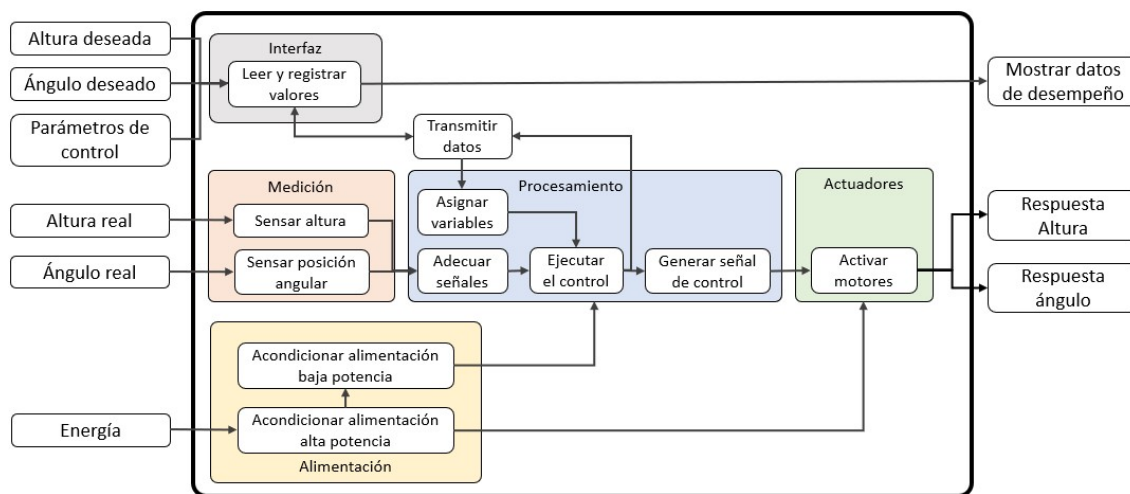 Altura deseada
Ángulo deseado
Parámetros de
control
Altura real
Ángulo real
Energía
Interfaz
Leer y registrar
valores
Transmitir
datos
Medición
Sensar altura
Sensar posición
angular
Procesamiento
Asignar
variables
Adecuar
señales
Ejecutar
el control
Generar señal
de control
Actuadores
Activar
motores
Acondicionar alimentación
baja potencia
Acondicionar alimentación
alta potencia
Alimentación
Mostrar datos
de desempeño
Respuesta
Altura
Respuesta
ángulo